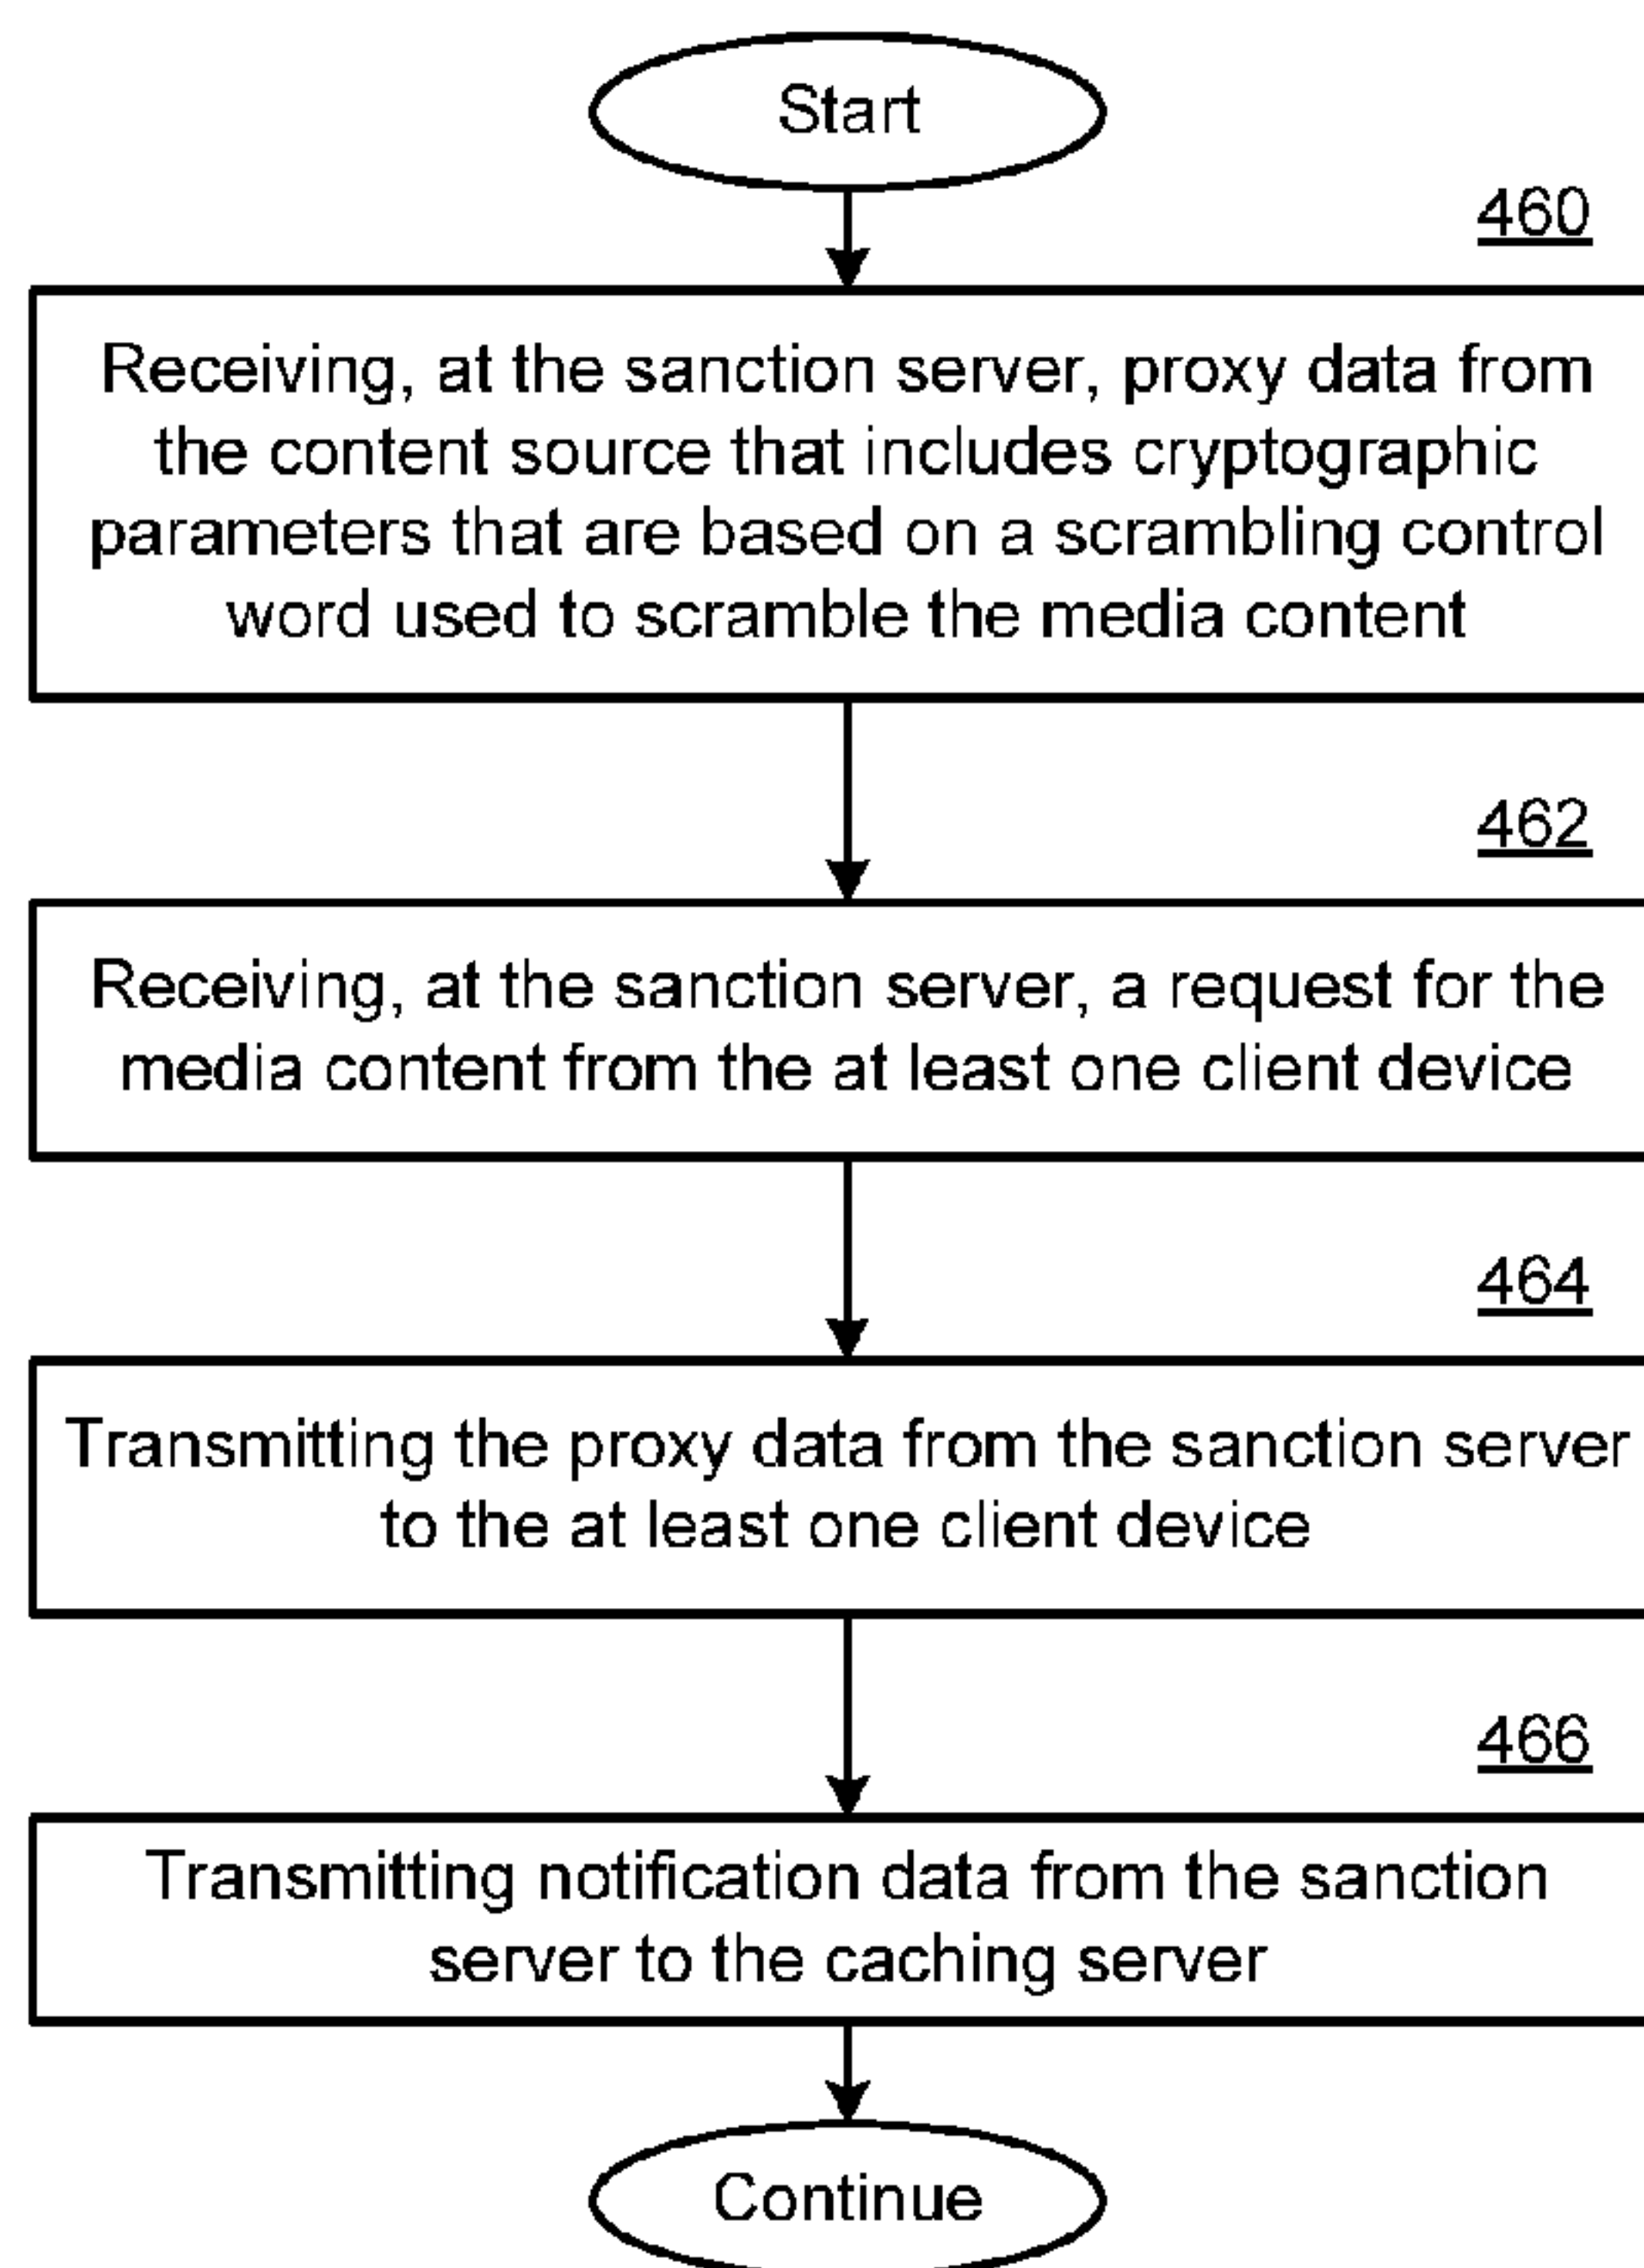 Start
460
Receiving, at the sanction server, proxy data from
the content source that includes cryptographic
parameters that are based on a scrambling control
word used to scramble the media content
462
Receiving, at the sanction server, a request for the
media content from the at least one client device
464
Transmitting the proxy data from the sanction server
to the at least one client device
466
Transmitting notification data from the sanction
server to the caching server
Continue